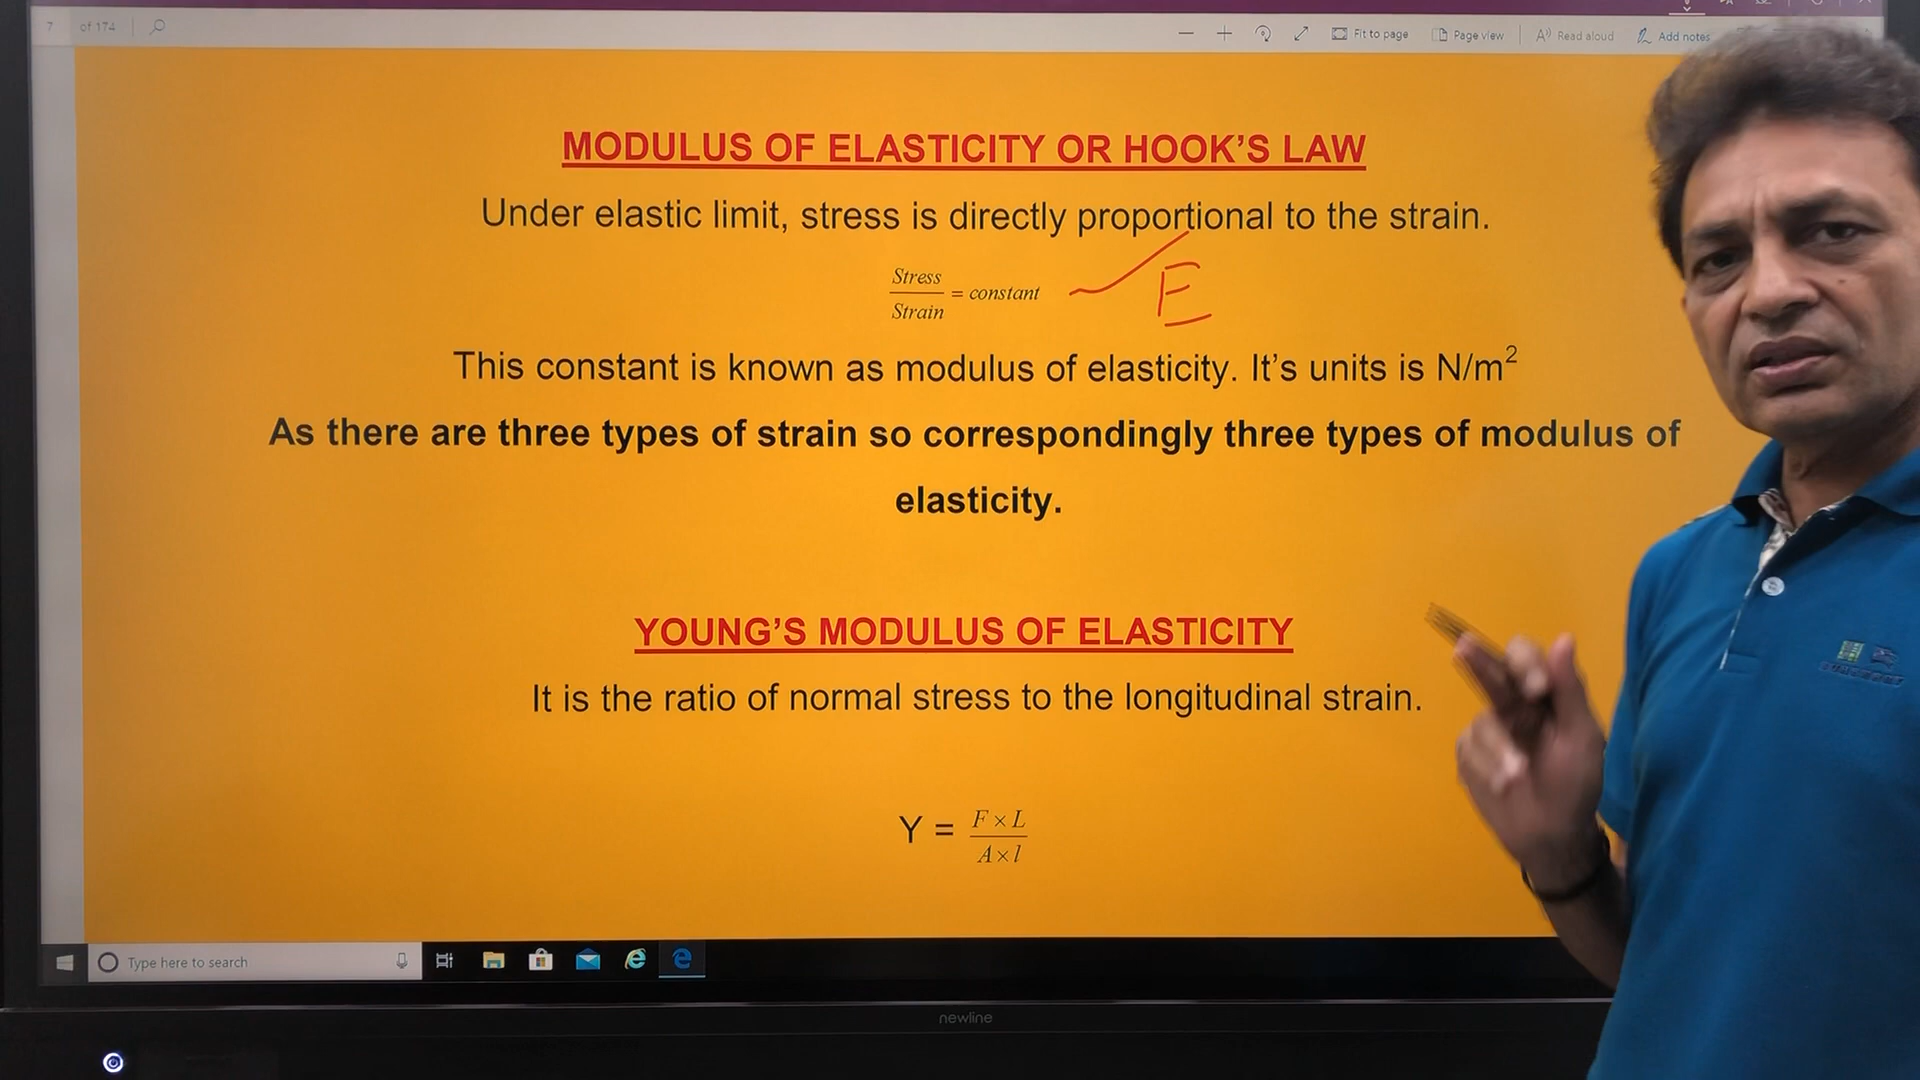 7 of 174
Fit to page Page view Read aloud Add notes
MODULUS OF ELASTICITY OR HOOK'S LAW
Under elastic limit, stress is directly proportional to the strain.
Stress
Strain = constant
E
This constant is known as modulus of elasticity. It's units is N/m²
As there are three types of strain so correspondingly three types of modulus of
elasticity.
YOUNG'S MODULUS OF ELASTICITY
It is the ratio of normal stress to the longitudinal strain.
Y = F × L
A × l
Type here to search
newline